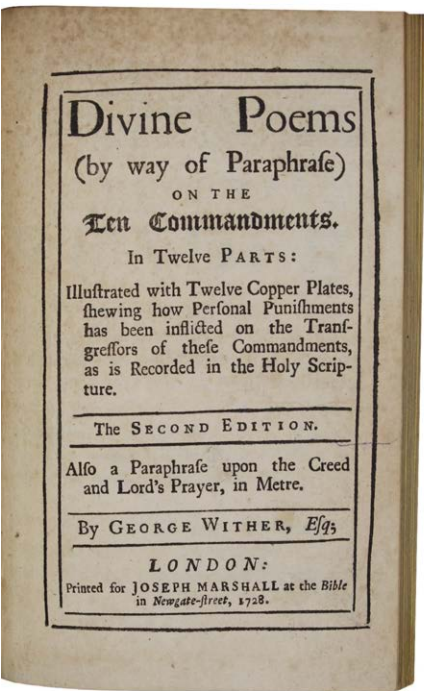 Divine Poems
(by way of Paraphraſe)
ON THE
Ten Commandments.
In Twelve PARTS:
Illuſtrated with Twelve Copper Plates,
ſhewing how Perſonal Puniſhments
has been inflicted on the Tranſ-
greſſors of theſe Commandments,
as is Recorded in the Holy Scrip-
ture.
The SECOND EDITION.
Alſo a Paraphraſe upon the Creed
and Lord's Prayer, in Metre.
By GEORGE WITHER, Eſq;
LONDON:
Printed for JOSEPH MARSHALL at the Bible
in Newgate-ſtreet, 1728.